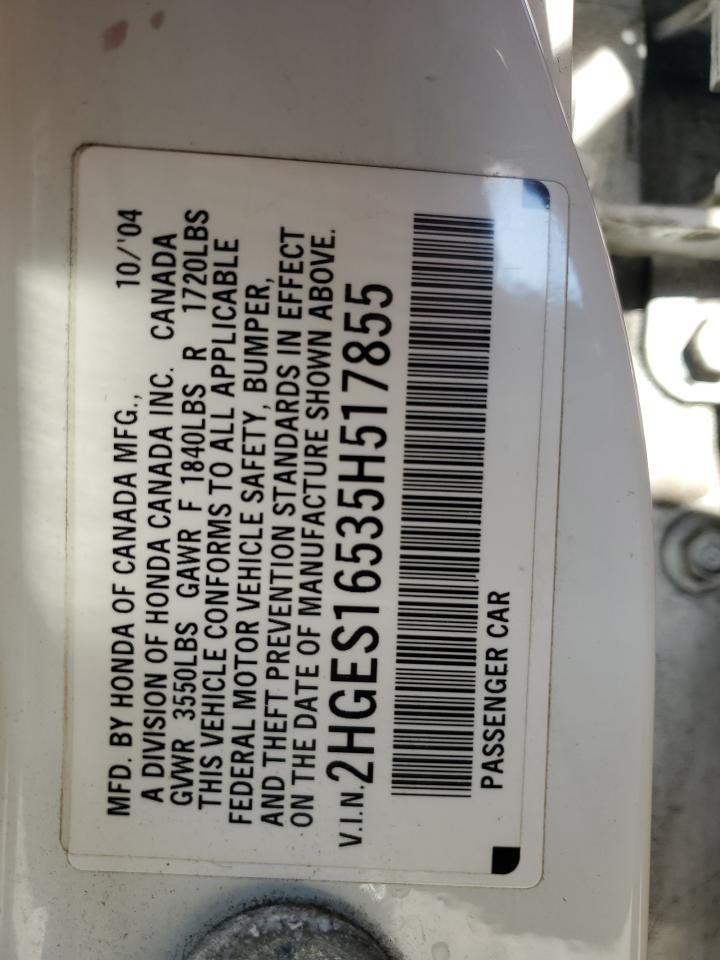 MFD. BY HONDA OF CANADA MFG., 10/'04
A DIVISION OF HONDA CANADA INC. CANADA
GVWR 3550LBS GAWR F 1840LBS R 1720LBS
THIS VEHICLE CONFORMS TO ALL APPLICABLE
FEDERAL MOTOR VEHICLE SAFETY, BUMPER,
AND THEFT PREVENTION STANDARDS IN EFFECT
ON THE DATE OF MANUFACTURE SHOWN ABOVE.
V.I.N. 2HGES16535H517855
PASSENGER CAR